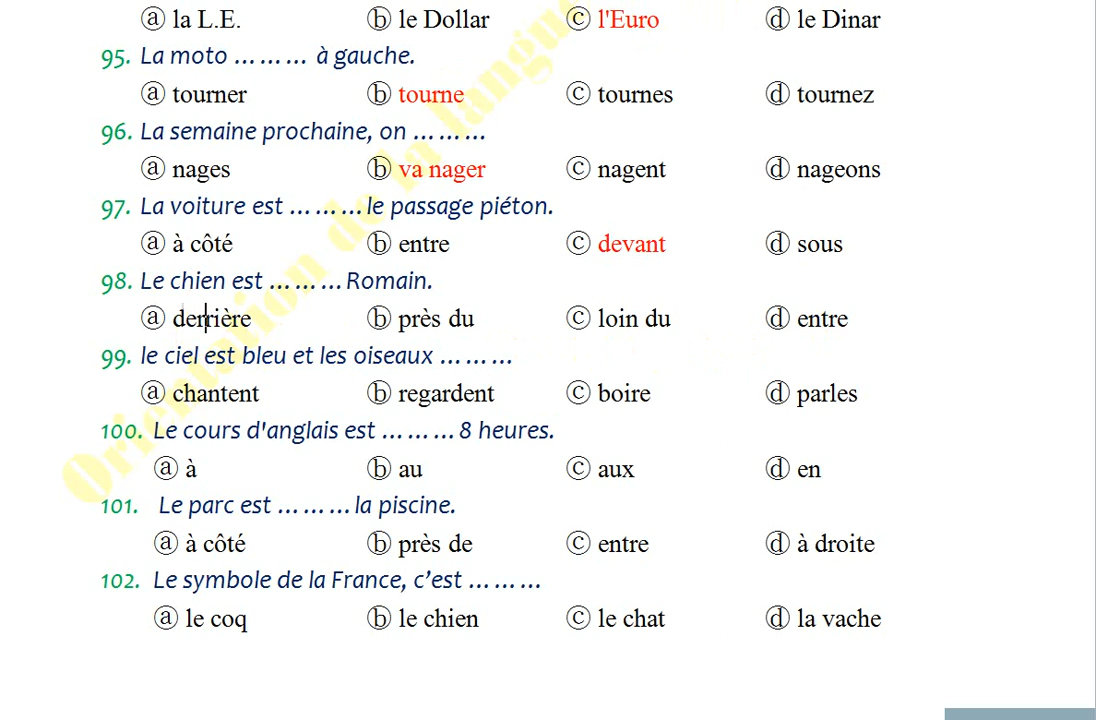 ⓐ la L.E. ⓑ le Dollar ⓒ l'Euro ⓓ le Dinar
95. La moto ……… à gauche.
ⓐ tourner ⓑ tourne ⓒ tournes ⓓ tournez
96. La semaine prochaine, on ………
ⓐ nages ⓑ va nager ⓒ nagent ⓓ nageons
97. La voiture est ……… le passage piéton.
ⓐ à côté ⓑ entre ⓒ devant ⓓ sous
98. Le chien est ……… Romain.
ⓐ derrière ⓑ près du ⓒ loin du ⓓ entre
99. le ciel est bleu et les oiseaux ………
ⓐ chantent ⓑ regardent ⓒ boire ⓓ parles
100. Le cours d'anglais est ……… 8 heures.
ⓐ à ⓑ au ⓒ aux ⓓ en
101. Le parc est ……… la piscine.
ⓐ à côté ⓑ près de ⓒ entre ⓓ à droite
102. Le symbole de la France, c’est ………
ⓐ le coq ⓑ le chien ⓒ le chat ⓓ la vache
Orientation de la langue